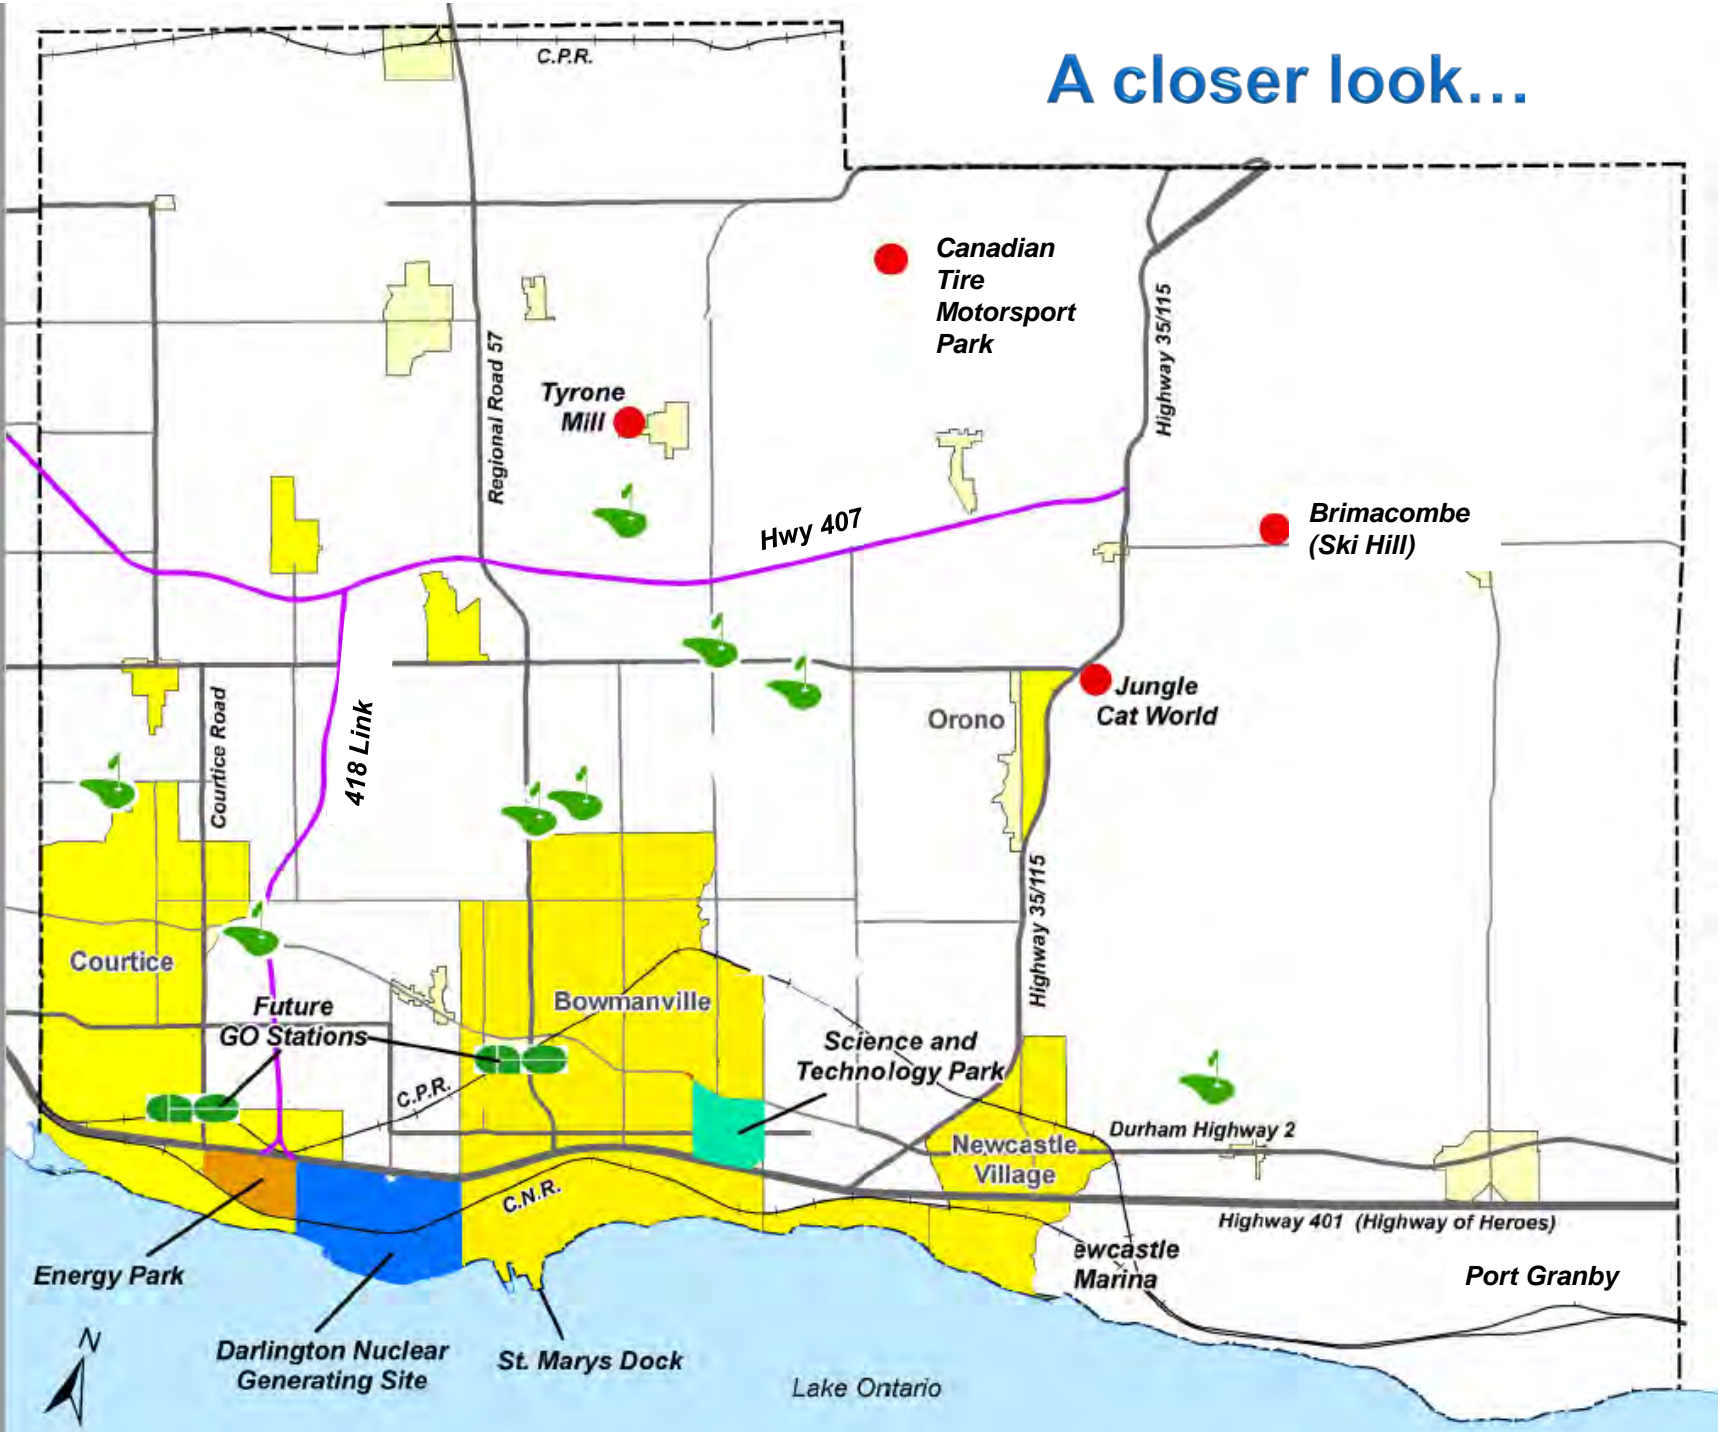 A closer look...
C.P.R.
Canadian
Tire
Motorsport
Park
Highway 35/115
Regional Road 57
Tyrone
Mill
Hwy 407
Brimacombe
(Ski Hill)
Jungle
Cat World
Orono
Courtice Road
418 Link
Highway 35/115
Courtice
Bowmanville
Future
GO Stations
Science and
Technology Park
C.P.R.
Durham Highway 2
Newcastle
Village
C.N.R.
Highway 401 (Highway of Heroes)
ewcastle
Marina
Energy Park
Port Granby
N
Darlington Nuclear
Generating Site
St. Marys Dock
Lake Ontario